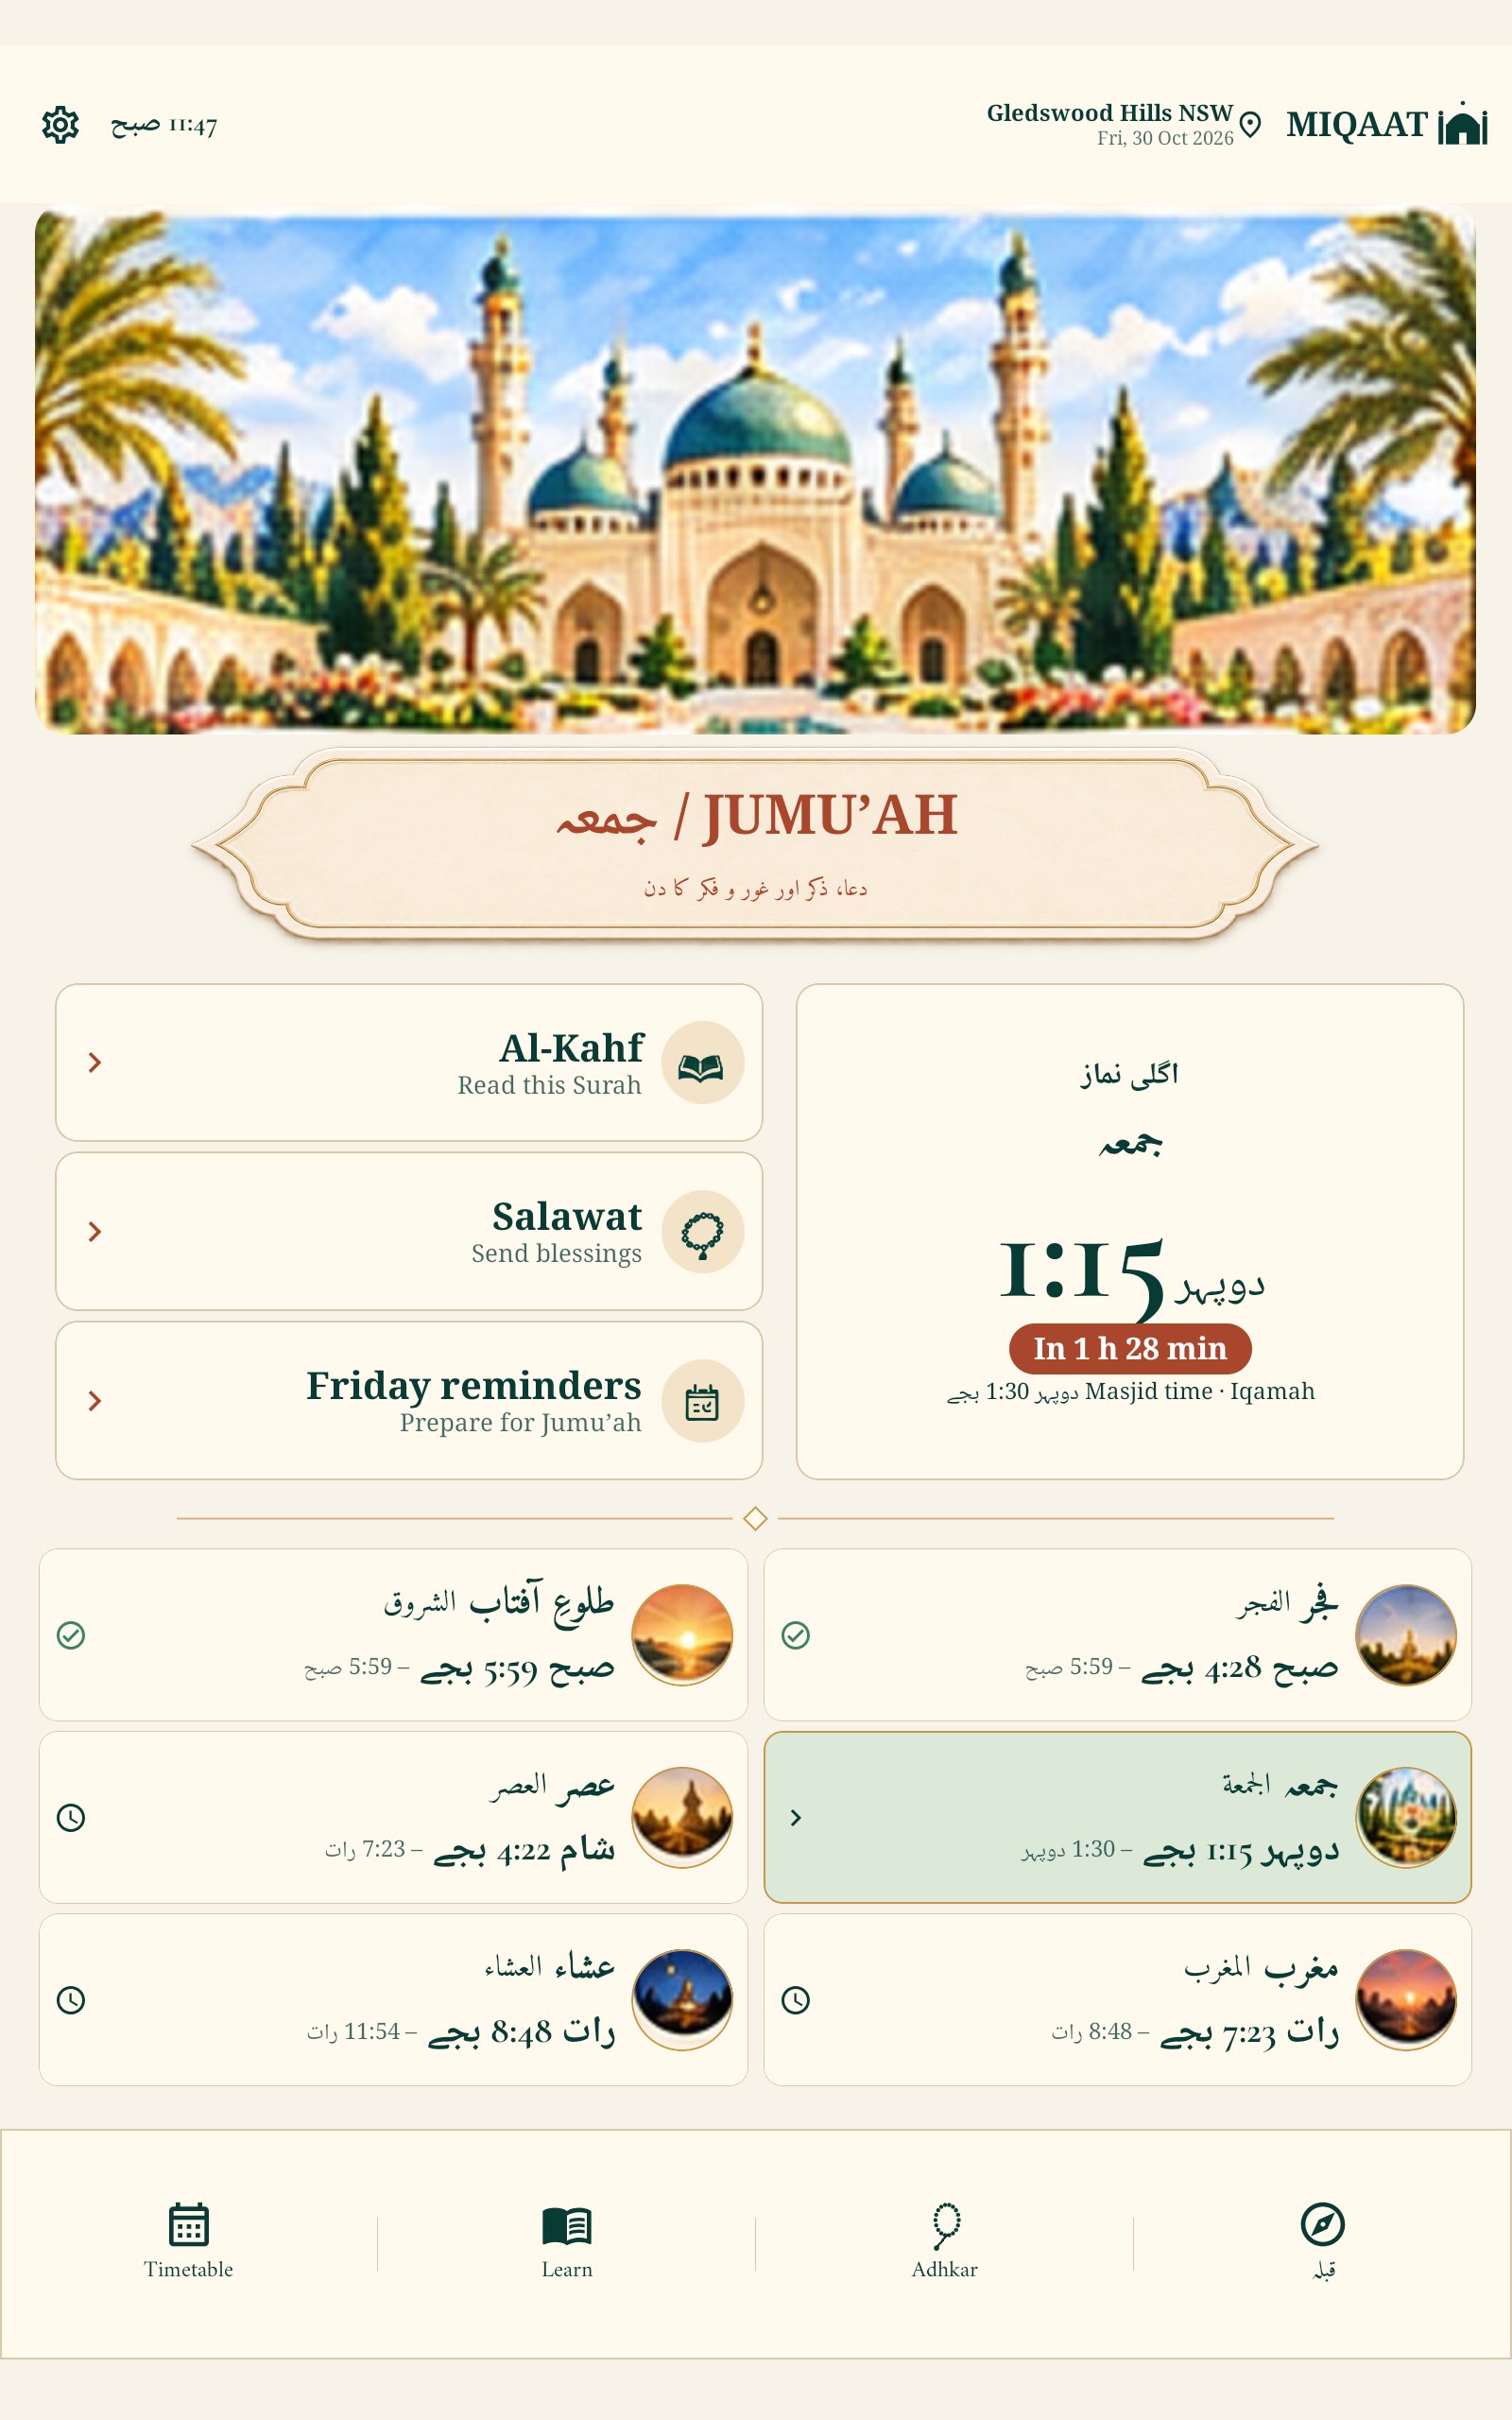 MIQAAT
Gledswood Hills NSW
Fri, 30 Oct 2026
11:47 صبح
جمعہ / JUMU’AH
دعا، ذکر اور غور و فکر کا دن
اگلی نماز
جمعہ
1:15 دوپہر
In 1 h 28 min
Masjid time · Iqamah دوپہر 1:30 بجے
Al-Kahf
Read this Surah
Salawat
Send blessings
Friday reminders
Prepare for Jumu’ah
فجر الفجر
صبح 4:28 بجے – 5:59 صبح
طلوعِ آفتاب الشروق
صبح 5:59 بجے – 5:59 صبح
جمعہ الجمعة
دوپہر 1:15 بجے – 1:30 دوپہر
عصر العصر
شام 4:22 بجے – 7:23 رات
مغرب المغرب
رات 7:23 بجے – 8:48 رات
عشاء العشاء
رات 8:48 بجے – 11:54 رات
قبلہ
Adhkar
Learn
Timetable